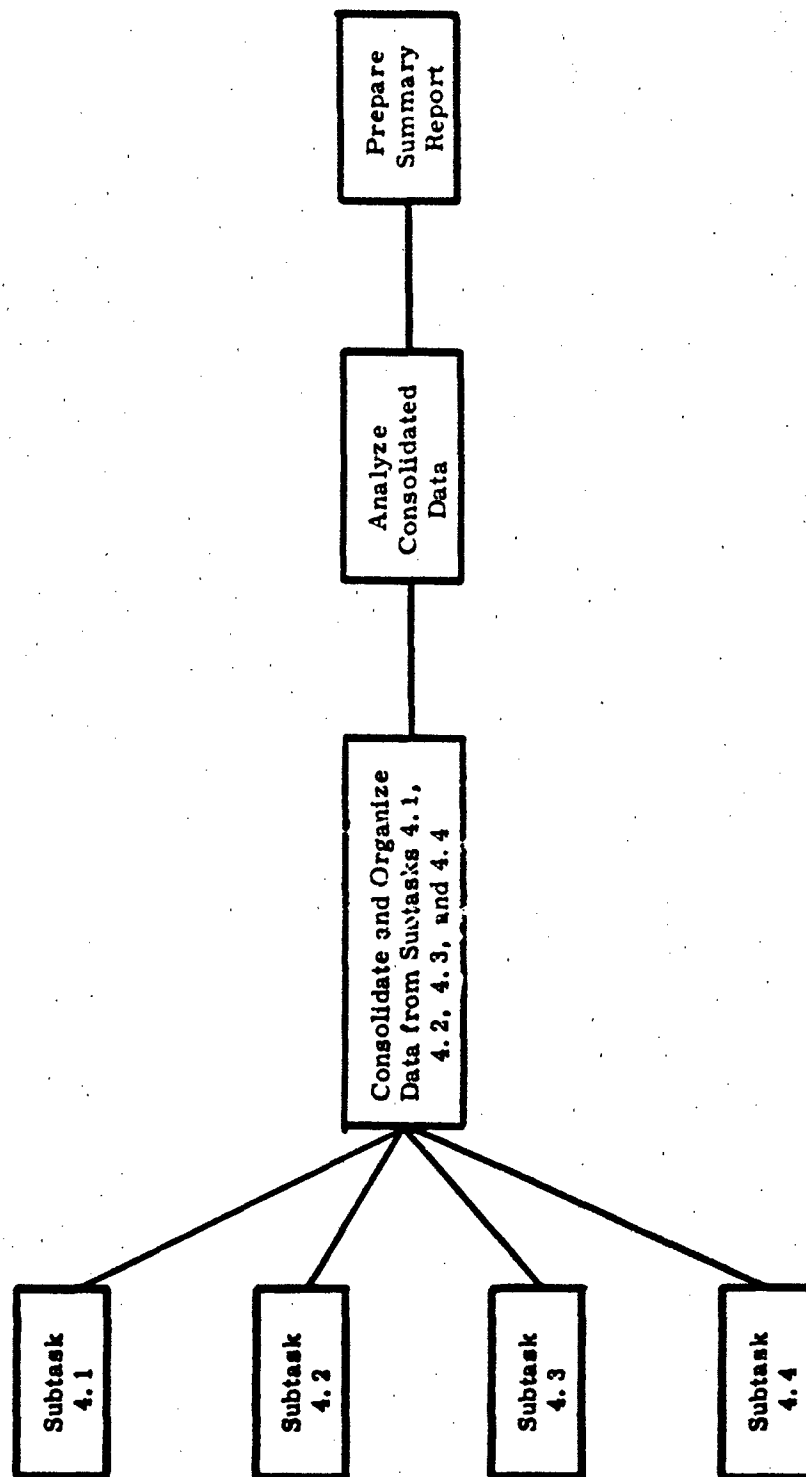 Subtask
4.1
Subtask
4.2
Subtask
4.3
Subtask
4.4
Consolidate and Organize
Data from Subtasks 4.1,
4.2, 4.3, and 4.4
Analyze
Consolidated
Data
Prepare
Summary
Report